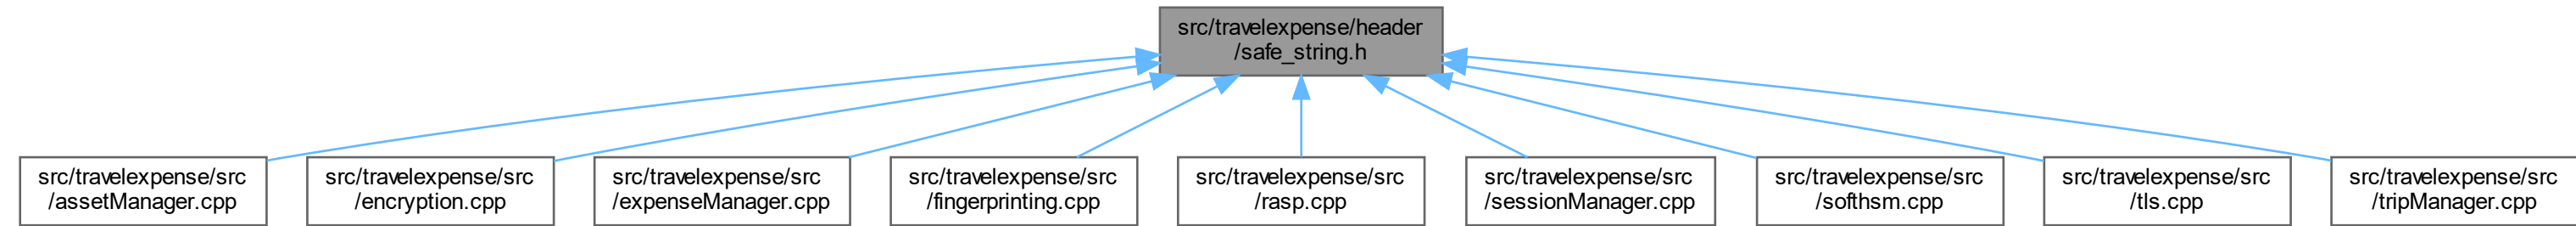 src/travelexpense/header
/safe_string.h
src/travelexpense/src
/assetManager.cpp
src/travelexpense/src
/encryption.cpp
src/travelexpense/src
/expenseManager.cpp
src/travelexpense/src
/fingerprinting.cpp
src/travelexpense/src
/rasp.cpp
src/travelexpense/src
/sessionManager.cpp
src/travelexpense/src
/softhsm.cpp
src/travelexpense/src
/tls.cpp
src/travelexpense/src
/tripManager.cpp